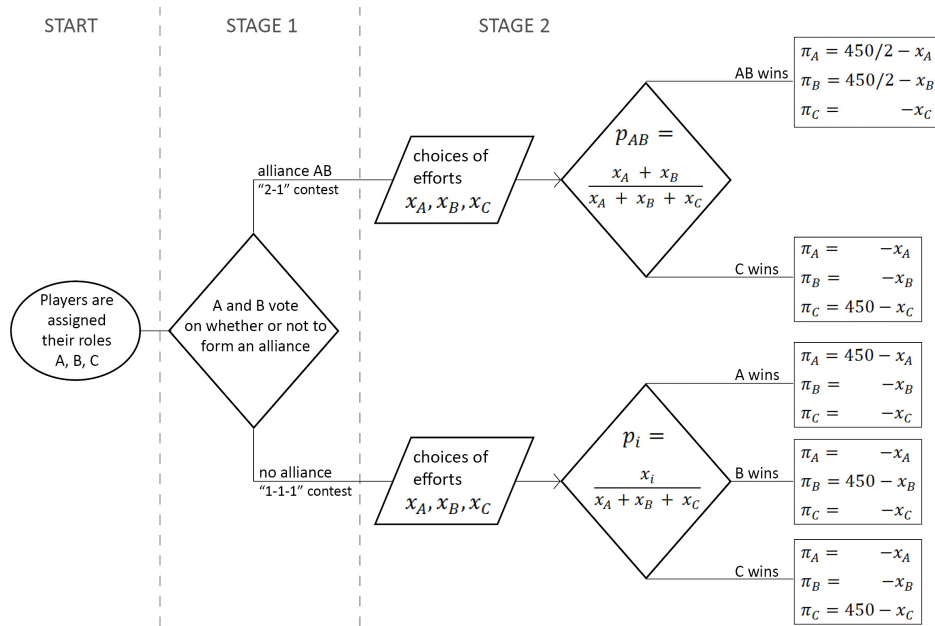 START
STAGE 1
STAGE 2
Players are
assigned
their roles
A, B, C
A and B vote
on whether or not to
form an alliance
alliance AB
“2-1” contest
choices of
efforts
x_A, x_B, x_C
p_AB =
x_A + x_B
x_A + x_B + x_C
AB wins
π_A = 450/2 − x_A
π_B = 450/2 − x_B
π_C = −x_C
C wins
π_A = −x_A
π_B = −x_B
π_C = 450 − x_C
no alliance
“1-1-1” contest
choices of
efforts
x_A, x_B, x_C
p_i =
x_i
x_A + x_B + x_C
A wins
π_A = 450 − x_A
π_B = −x_B
π_C = −x_C
B wins
π_A = −x_A
π_B = 450 − x_B
π_C = −x_C
C wins
π_A = −x_A
π_B = −x_B
π_C = 450 − x_C